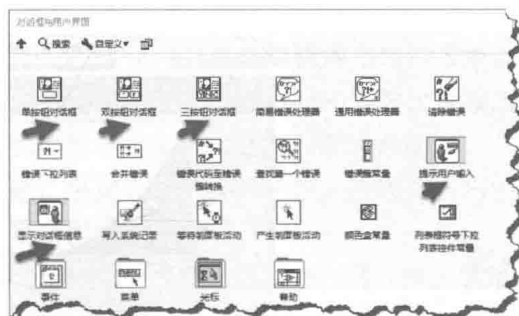 对话框与用户界面
搜索 自定义▼
单按钮对话框 双按钮对话框 三按钮对话框 简易错误处理器 通用错误处理器 清除错误
错误下拉列表 合并错误 错误代码至错误簇转换 查找第一个错误 错误簇常量 提示用户输入
显示对话框信息 写入系统记录 等待前面板活动 产生前面板活动 颜色盒常量 列表框符号下拉列表控件常量
事件 菜单 光标 帮助